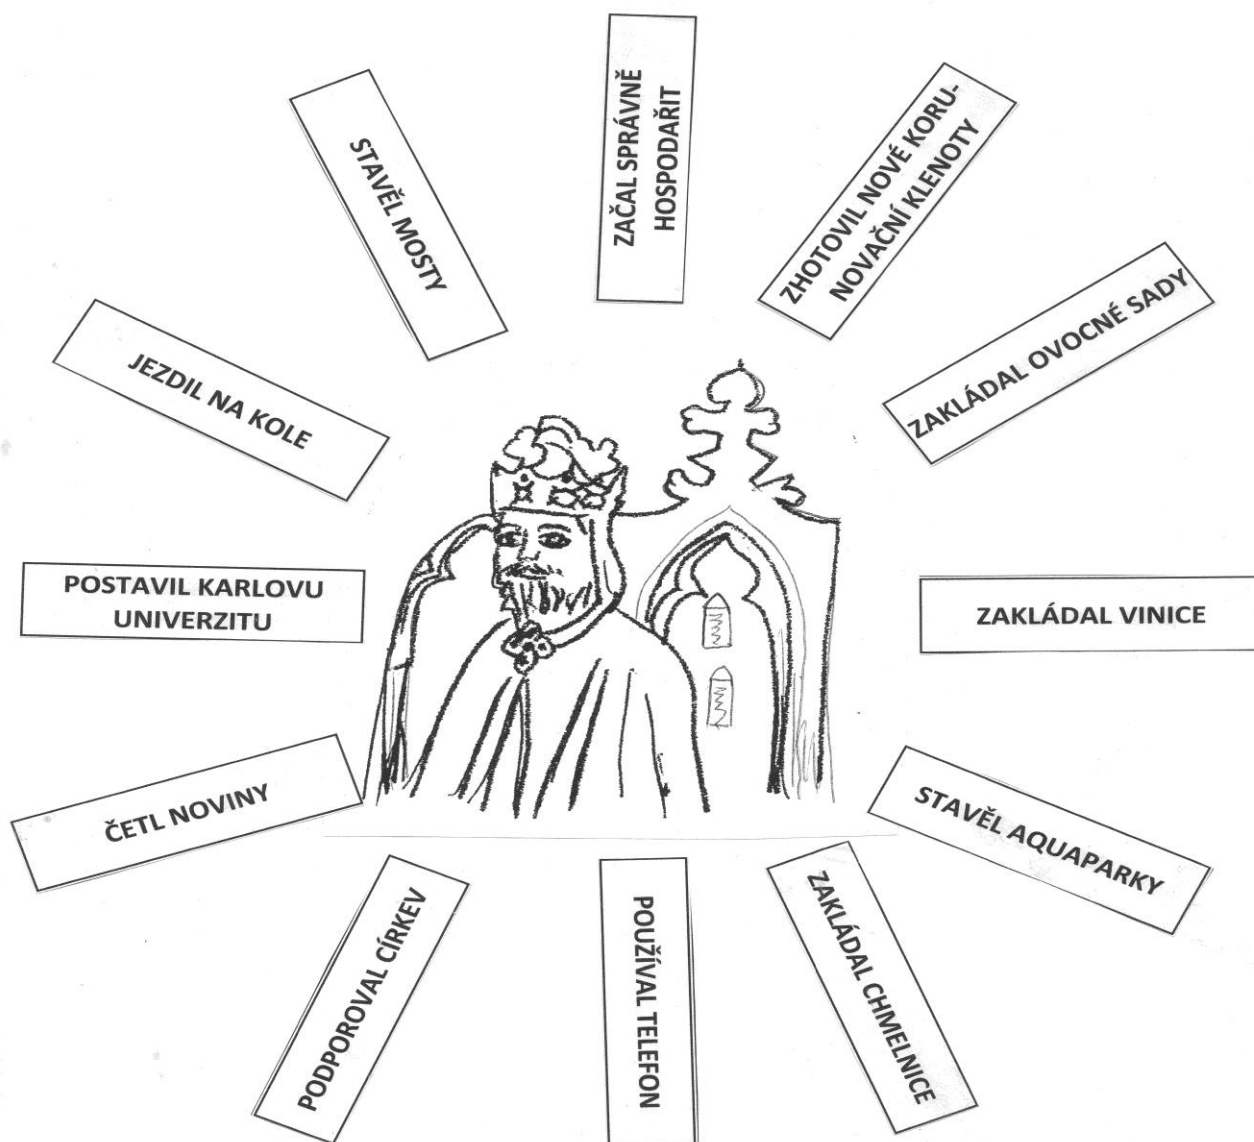 ZAČAL SPRÁVNĚ
HOSPODAŘIT
ZHOTOVIL NOVÉ KORU-
NOVAČNÍ KLENOTY
ZAKLÁDAL OVOCNÉ SADY
ZAKLÁDAL VINICE
STAVĚL AQUAPARKY
ZAKLÁDAL CHMELNICE
POUŽÍVAL TELEFON
PODPOROVAL CÍRKEV
ČETL NOVINY
POSTAVIL KARLOVU
UNIVERZITU
JEZDIL NA KOLE
STAVĚL MOSTY